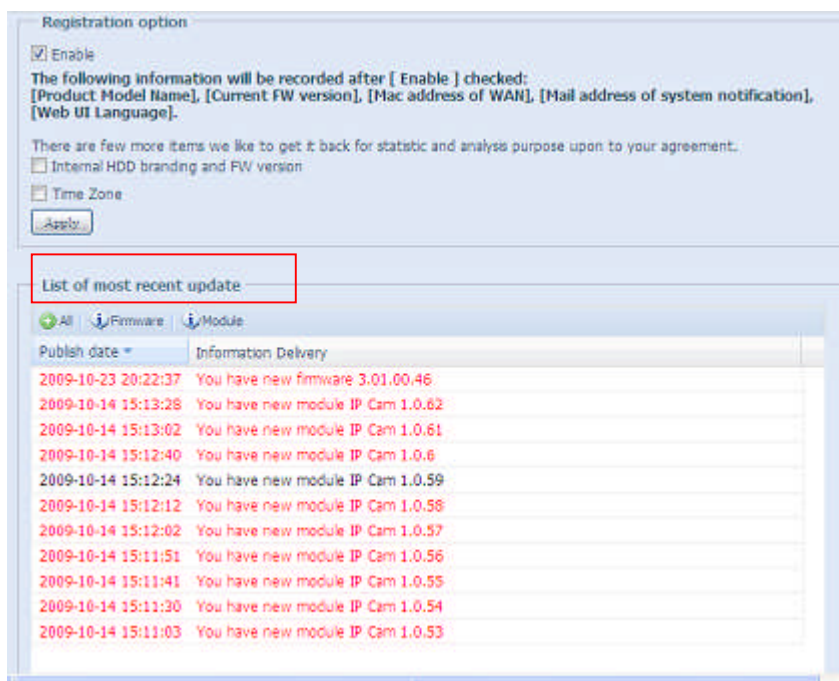 Registration option
Enable
The following information will be recorded after [ Enable ] checked:
[Product Model Name], [Current FW version], [Mac address of WAN], [Mail address of system notification],
[Web UI Language].
There are few more items we like to get it back for statistic and analysis purpose upon to your agreement.
Internal HDD branding and FW version
Time Zone
Apply
List of most recent update
All Firmware Module
Publish date Information Delivery
2009-10-23 20:22:37 You have new firmware 3.01.00.46
2009-10-14 15:13:28 You have new module IP Cam 1.0.62
2009-10-14 15:13:02 You have new module IP Cam 1.0.61
2009-10-14 15:12:40 You have new module IP Cam 1.0.6
2009-10-14 15:12:24 You have new module IP Cam 1.0.59
2009-10-14 15:12:12 You have new module IP Cam 1.0.58
2009-10-14 15:12:02 You have new module IP Cam 1.0.57
2009-10-14 15:11:51 You have new module IP Cam 1.0.56
2009-10-14 15:11:41 You have new module IP Cam 1.0.55
2009-10-14 15:11:30 You have new module IP Cam 1.0.54
2009-10-14 15:11:03 You have new module IP Cam 1.0.53